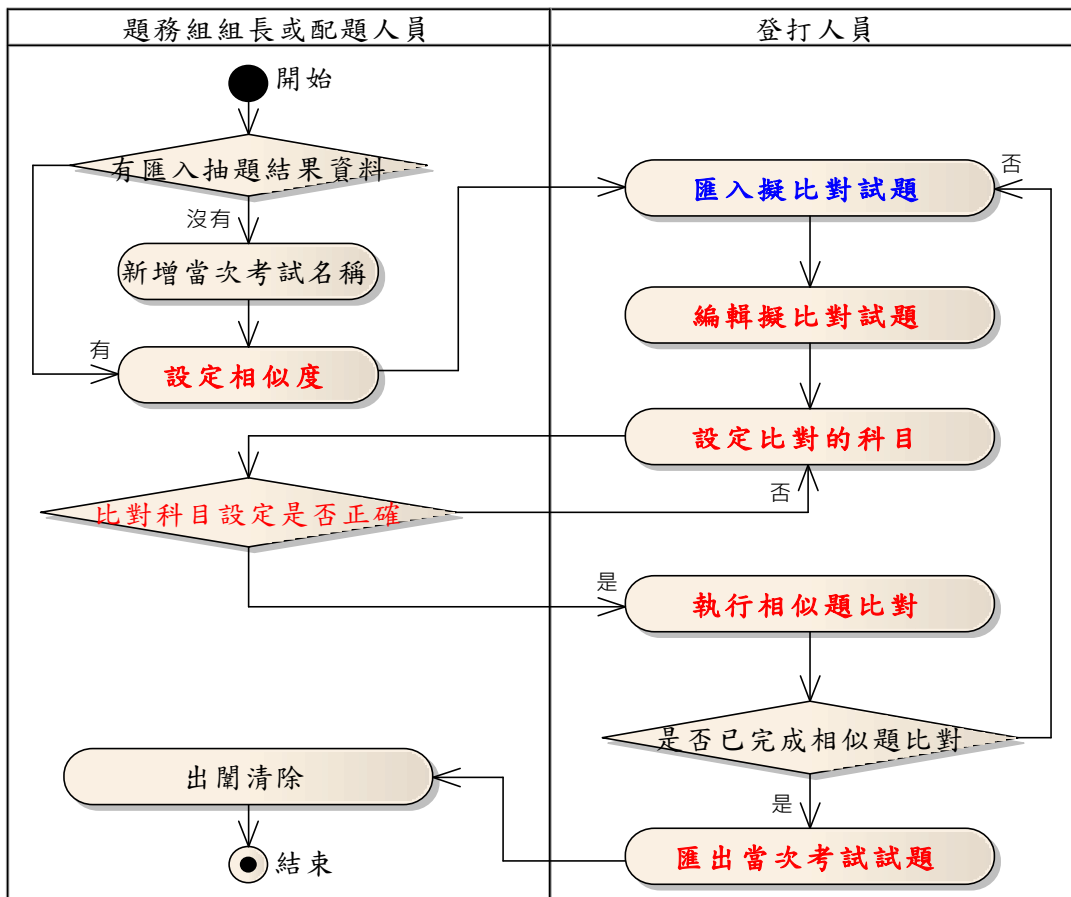 題務組組長或配題人員
登打人員
開始
有匯入抽題結果資料
沒有
新增當次考試名稱
有
設定相似度
匯入擬比對試題
否
編輯擬比對試題
設定比對的科目
否
比對科目設定是否正確
是
執行相似題比對
是否已完成相似題比對
是
匯出當次考試試題
出闈清除
結束